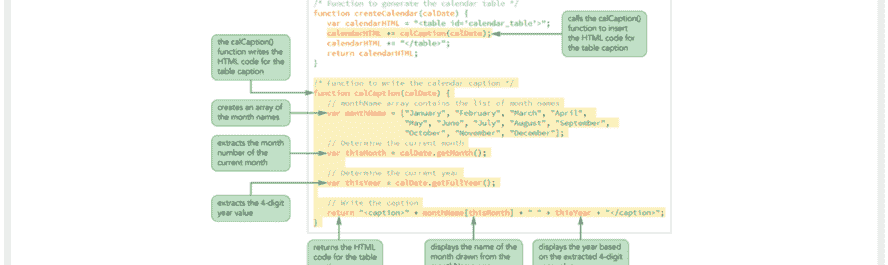 /* Function to generate the calendar table */
function createCalendar(calDate) {
var calendarHTML = "<table id='calendar_table'>";
calendarHTML += calCaption(calDate);
calendarHTML += "</table>";
return calendarHTML;
}
calls the calCaption()
function to insert
the HTML code for
the table caption
the calCaption()
function writes the
HTML code for the
table caption
/* Function to write the calendar caption */
function calCaption(calDate) {
// monthName array contains the list of month names
var monthName = ["January", "February", "March", "April",
"May", "June", "July", "August", "September",
"October", "November", "December"];
creates an array of
the month names
// Determine the current month
var thisMonth = calDate.getMonth();
extracts the month
number of the
current month
// Determine the current year
var thisYear = calDate.getFullYear();
extracts the 4-digit
year value
// Write the caption
return "<caption>" + monthName[thisMonth] + " " + thisYear + "</caption>";
}
returns the HTML
code for the table
displays the name of the
month drawn from the
displays the year based
on the extracted 4-digit